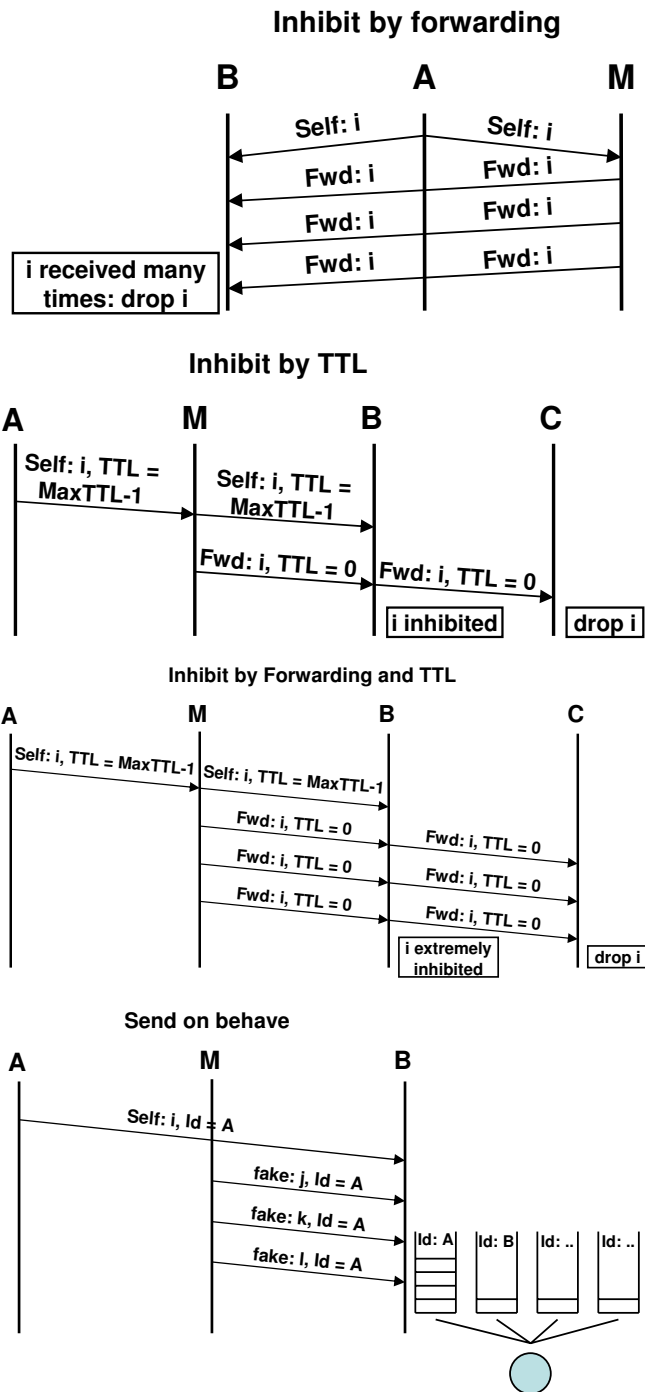 Inhibit by forwarding
B A M
Self: i Self: i
Fwd: i Fwd: i
Fwd: i Fwd: i
Fwd: i Fwd: i
i received many
times: drop i
Inhibit by TTL
A M B C
Self: i, TTL =
MaxTTL-1
Self: i, TTL =
MaxTTL-1
Fwd: i, TTL = 0 Fwd: i, TTL = 0
i inhibited drop i
Inhibit by Forwarding and TTL
A M B C
Self: i, TTL = MaxTTL-1 Self: i, TTL = MaxTTL-1
Fwd: i, TTL = 0 Fwd: i, TTL = 0
Fwd: i, TTL = 0 Fwd: i, TTL = 0
Fwd: i, TTL = 0 Fwd: i, TTL = 0
i extremely
inhibited
drop i
Send on behave
A M B
Self: i, Id = A
fake: j, Id = A
fake: k, Id = A
fake: l, Id = A
Id: A Id: B Id: .. Id: ..